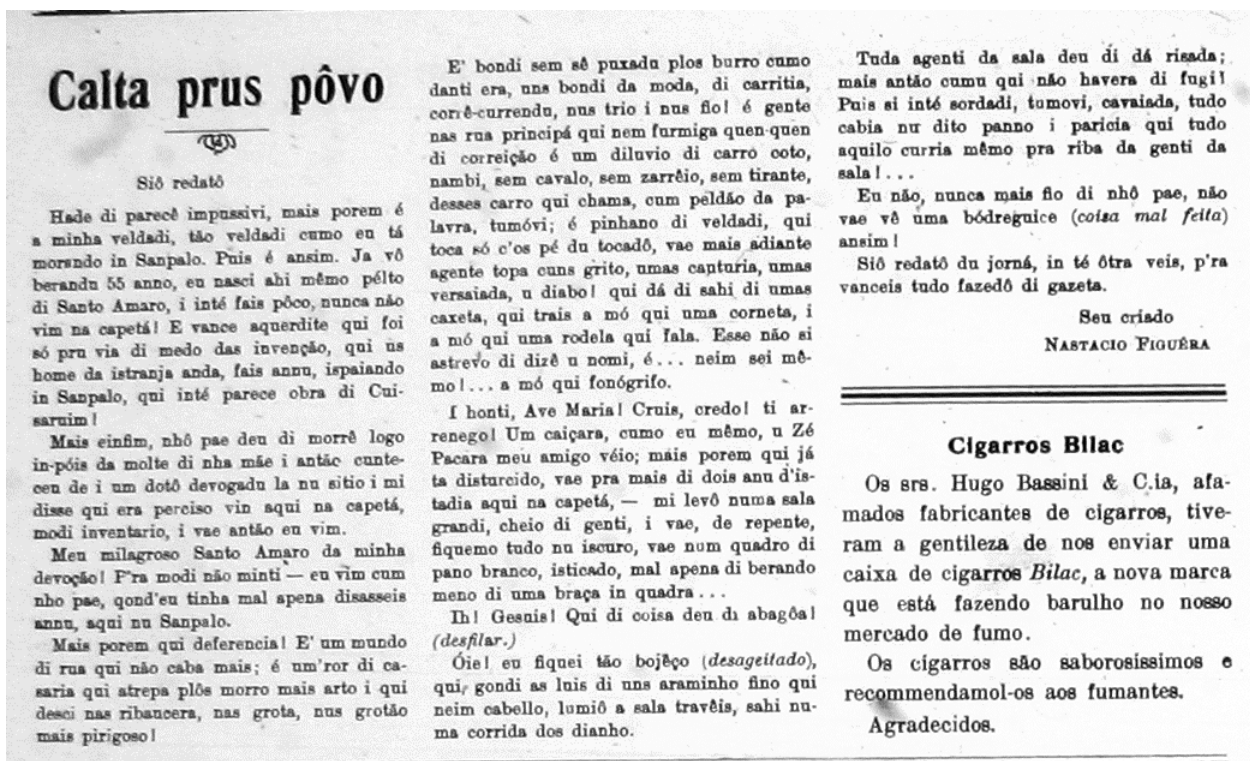 Calta prus pôvo
Siô redatô
Hade di parecê impussivi, mais porem é
a minha veldadi, tão veldadi cumo eu tá
morando in Sanpalo. Puis é ansim. Ja vô
berandu 55 anno, eu nasci ahi mêmo pélto
di Santo Amaro, i inté fais pôco, nunca não
vim na capetá! E vance aquerdite qui foi
só pru via di medo das invenção, qui us
home da istranja anda, fais annu, ispaiando
in Sanpalo, qui inté parece obra di Cui-
saruim!
Mais einfim, nhô pae deu di morrê logo
in-póis da molte di nha mãe i antãc cunte-
ceu de i um dotô devogadu la nu sitio i mi
disse qui era perciso vin aqui na capetá,
modi inventario, i vae antão eu vim.
Meu milagroso Santo Amaro da minha
devoção! P'ra modi não minti — eu vim cum
nho pae, qond'eu tinha mal apena disasseis
annu, aqui nu Sanpalo.
Mais porem qui deferencia! E' um mundo
di rua qui não caba mais; é um'ror di ca-
saria qui atrepa plôs morro mais arto i qui
desci nas ribancera, nas grota, nus grotão
mais pirigoso!
E' bondi sem sê puxadu plos burro cumo
danti era, uns bondi da moda, di carritia,
corrê-currendu, nus trio i nus fio! é gente
nas rua principá qui nem furmiga quen-quen
di correição é um diluvio di carro coto,
nambi, sem cavalo, sem zarrêio, sem tirante,
desses carro qui chama, cum peldão da pa-
lavra, tumóvi; é pinhano di veldadi, qui
toca só c'os pé du tocadô, vae mais adiante
agente topa cuns grito, umas canturia, umas
versaiada, u diabo! qui dá di sahi di umas
caxeta, qui trais a mó qui uma corneta, i
a mó qui uma rodela qui fala. Esse não si
astrevo di dizê u nomi, é... neim sei mê-
mo!... a mó qui fonógrifo.
I honti, Ave Maria! Cruis, credo! ti ar-
renego! Um caiçara, cumo eu mêmo, u Zé
Pacara meu amigo véio; mais porem qui já
ta disturcido, vae pra mais di dois anu d'is-
tadia aqui na capetá, — mi levô numa sala
grandi, cheio di genti, i vae, de repente,
fiquemo tudo nu iscuro, vae num quadro di
pano branco, isticado, mal apena di berando
meno di uma braça in quadra...
Ih! Gesuis! Qui di coisa deu di abagôa!
(desfilar.)
Óie! eu fiquei tão bojêço (desageitado),
qui, gondi as luis di uns araminho fino qui
neim cabello, lumiô a sala travêis, sahi nu-
ma corrida dos dianho.
Tuda agenti da sala deu di dá risada;
mais antão cumu qui não havera di fugi!
Puis si inté sordadi, tumovi, cavaiada, tudo
cabia nu dito panno i paricia qui tudo
aquilo curria mêmo pra riba da genti da
sala!...
Eu não, nunca mais fio di nhô pae, não
vae vê uma bódreguice (coisa mal feita)
ansim!
Siô redatô du jorná, in té ôtra veis, p'ra
vanceis tudo fazedô di gazeta.
Seu criado
NASTACIO FIGUÊRA
Cigarros Bilac
Os srs. Hugo Bassini & C.ia, afa-
mados fabricantes de cigarros, tive-
ram a gentileza de nos enviar uma
caixa de cigarros Bilac, a nova marca
que está fazendo barulho no nosso
mercado de fumo.
Os cigarros são saborosissimos e
recommendamol-os aos fumantes.
Agradecidos.